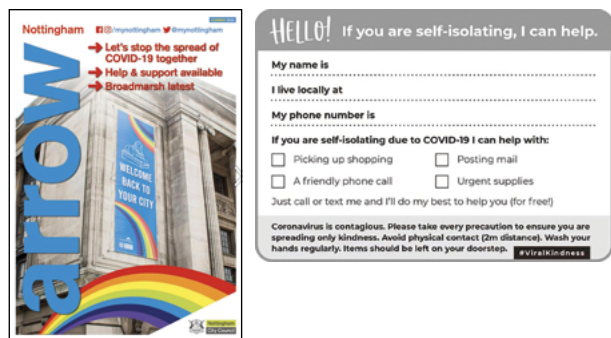 Nottingham
@/mynottingham @mynottingham
Let's stop the spread of
COVID-19 together
Help & support available
Broadmarsh latest
arrow
WELCOME
BACK TO
YOUR CITY
Nottingham
City Council
HELLO! If you are self-isolating, I can help.
My name is
I live locally at
My phone number is
If you are self-isolating due to COVID-19 I can help with:
Picking up shopping
Posting mail
A friendly phone call
Urgent supplies
Just call or text me and I'll do my best to help you (for free!)
Coronavirus is contagious. Please take every precaution to ensure you are
spreading only kindness. Avoid physical contact (2m distance). Wash your
hands regularly. Items should be left on your doorstep.
#ViralKindness